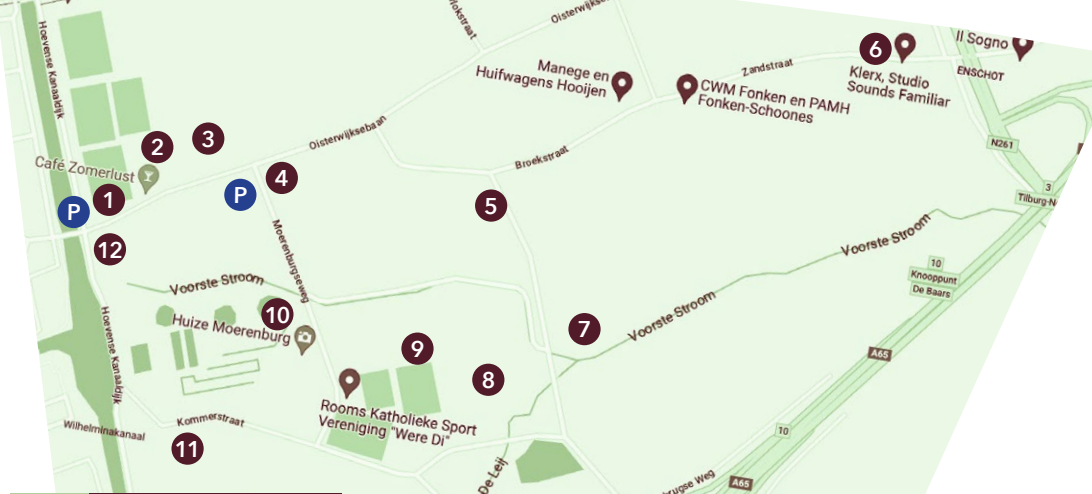 Hoevense Kanaaldijk
Oisterwijksebaan
6
Il Sogno
ENSCHOT
Klerx, Studio
Sounds Familiar
Zandstraat
Manege en
Huifwagens Hooijen
CWM Fonken en PAMH
Fonken-Schoones
N261
2
3
Oisterwijksebaan
Broekstraat
Café Zomerlust
4
P
1
P
5
3
12
Moerenburgseweg
Voorste Stroom
10
Knooppunt
De Baars
Voorste Stroom
10
Huize Moerenburg
Voorste Stroom
7
Hoevense Kanaaldijk
9
8
A65
Rooms Katholieke Sport
Vereniging "Were Di"
Kommerstraat
Wilhelminakanaal
11
10
De Leij
A65